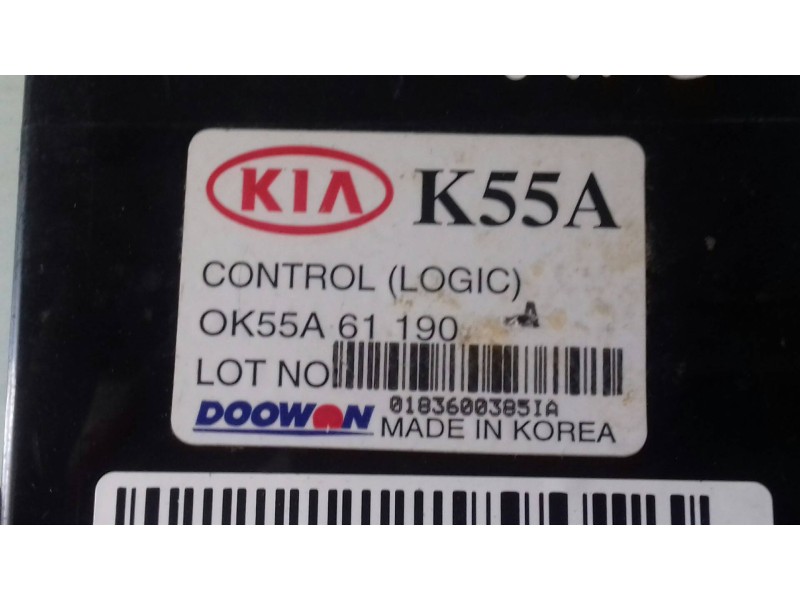 KIA K55A
CONTROL (LOGIC)
OK55A 61 190 A
LOT NO
0183600385IA
DOOWON MADE IN KOREA